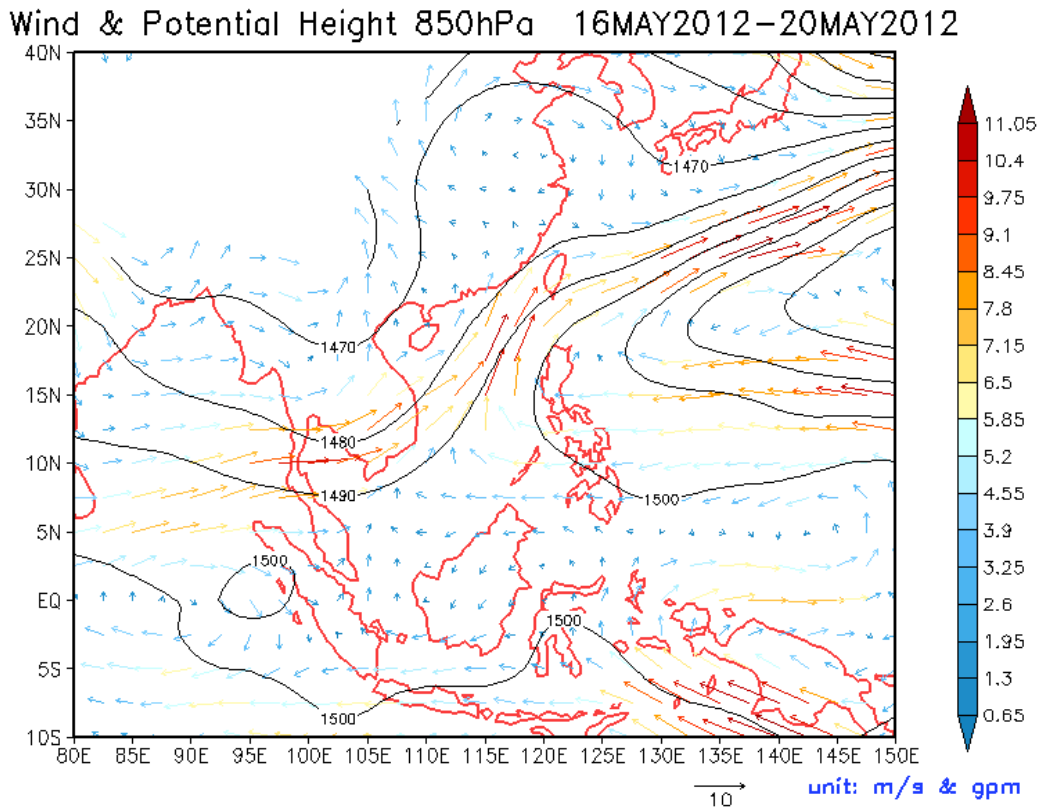 Wind & Potential Height 850hPa 16MAY2012-20MAY2012
40N
35N
30N
25N
20N
15N
10N
5N
EQ
5S
10S
80E 85E 90E 95E 100E 105E 110E 115E 120E 125E 130E 135E 140E 145E 150E
1470
1470
1480
1490
1500
1500
1500
1500
11.05
10.4
9.75
9.1
8.45
7.8
7.15
6.5
5.85
5.2
4.55
3.9
3.25
2.6
1.95
1.3
0.65
10
unit: m/s & gpm